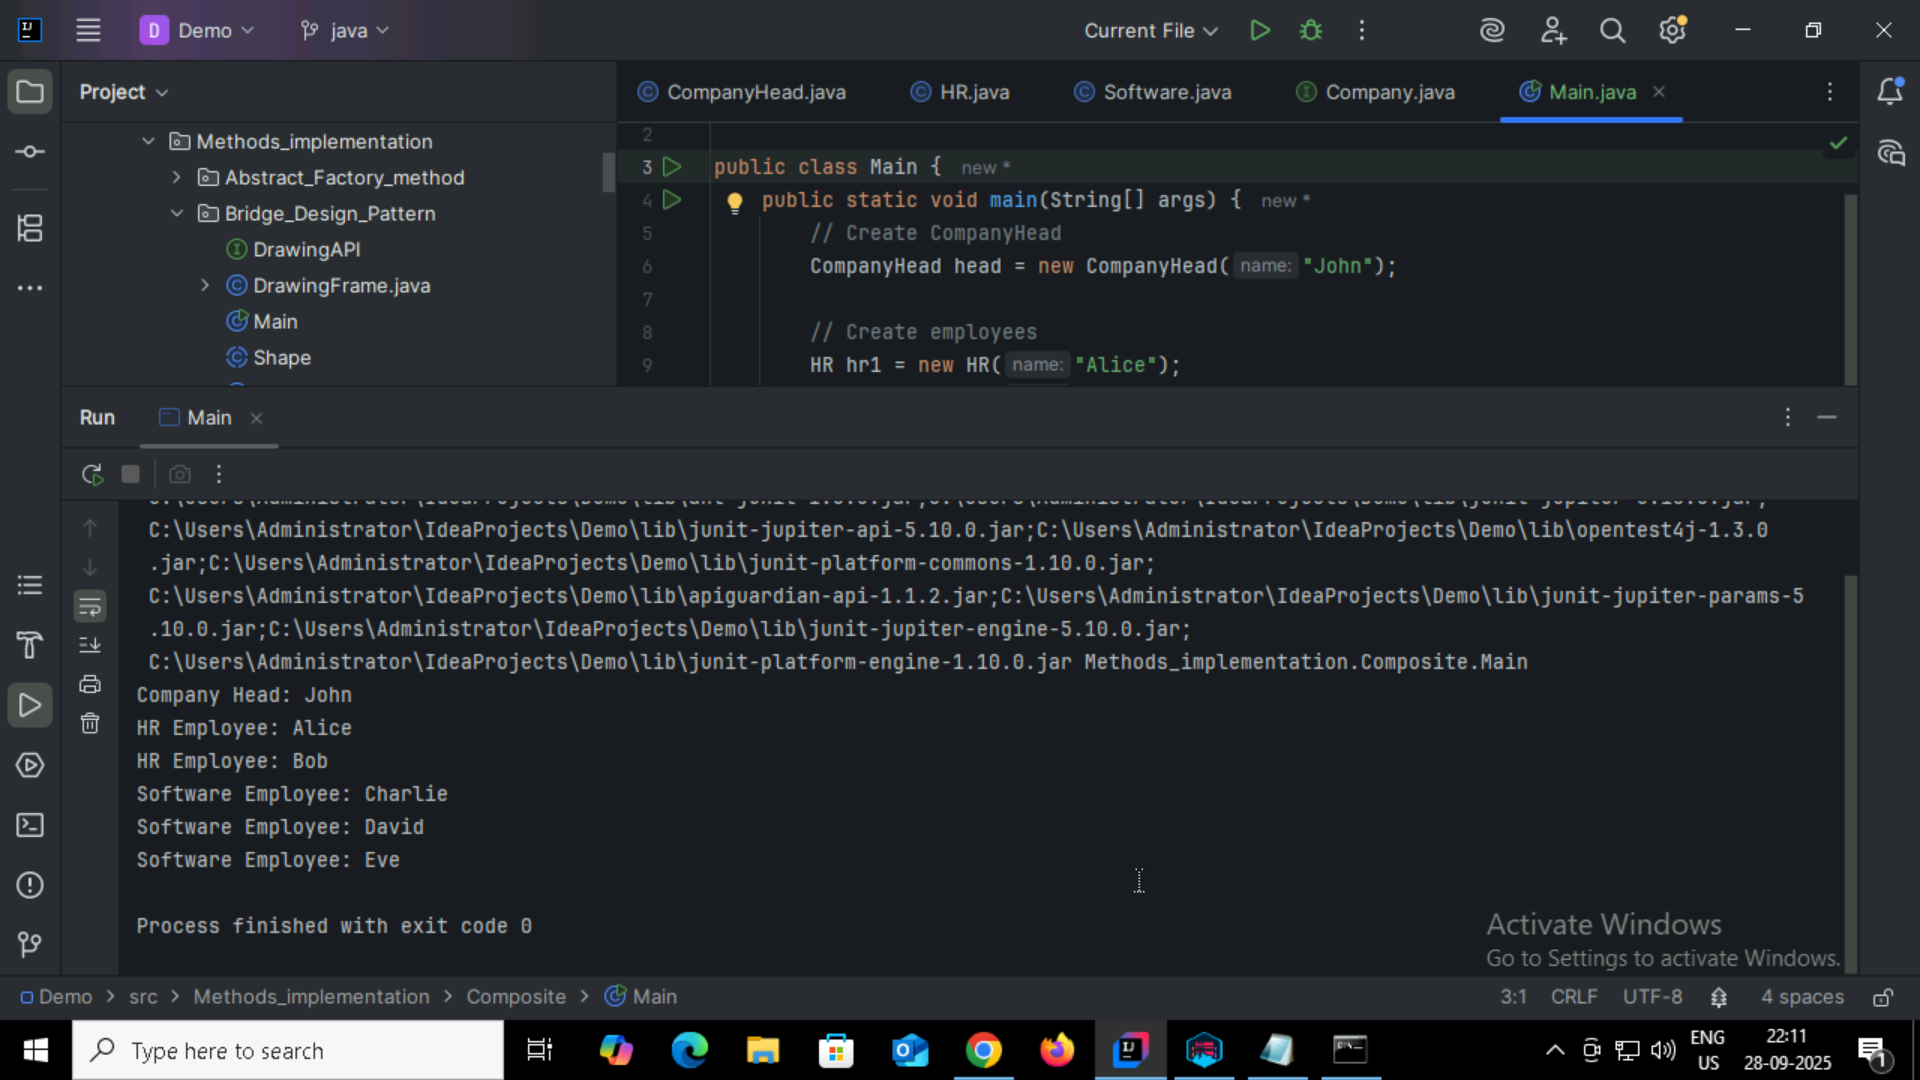 D Demo java Current File
Project
CompanyHead.java HR.java Software.java Company.java Main.java
Methods_implementation
Abstract_Factory_method
Bridge_Design_Pattern
DrawingAPI
DrawingFrame.java
Main
Shape
2
3 public class Main { new *
4 public static void main(String[] args) { new *
5 // Create CompanyHead
6 CompanyHead head = new CompanyHead( name: "John");
7
8 // Create employees
9 HR hr1 = new HR( name: "Alice");
Run Main
C:\Users\Administrator\IdeaProjects\Demo\lib\junit-jupiter-api-5.10.0.jar;C:\Users\Administrator\IdeaProjects\Demo\lib\opentest4j-1.3.0
.jar;C:\Users\Administrator\IdeaProjects\Demo\lib\junit-platform-commons-1.10.0.jar;
C:\Users\Administrator\IdeaProjects\Demo\lib\apiguardian-api-1.1.2.jar;C:\Users\Administrator\IdeaProjects\Demo\lib\junit-jupiter-params-5
.10.0.jar;C:\Users\Administrator\IdeaProjects\Demo\lib\junit-jupiter-engine-5.10.0.jar;
C:\Users\Administrator\IdeaProjects\Demo\lib\junit-platform-engine-1.10.0.jar Methods_implementation.Composite.Main
Company Head: John
HR Employee: Alice
HR Employee: Bob
Software Employee: Charlie
Software Employee: David
Software Employee: Eve
Process finished with exit code 0
Activate Windows
Go to Settings to activate Windows.
Demo > src > Methods_implementation > Composite > Main
3:1 CRLF UTF-8 4 spaces
Type here to search
ENG
US
22:11
28-09-2025
1